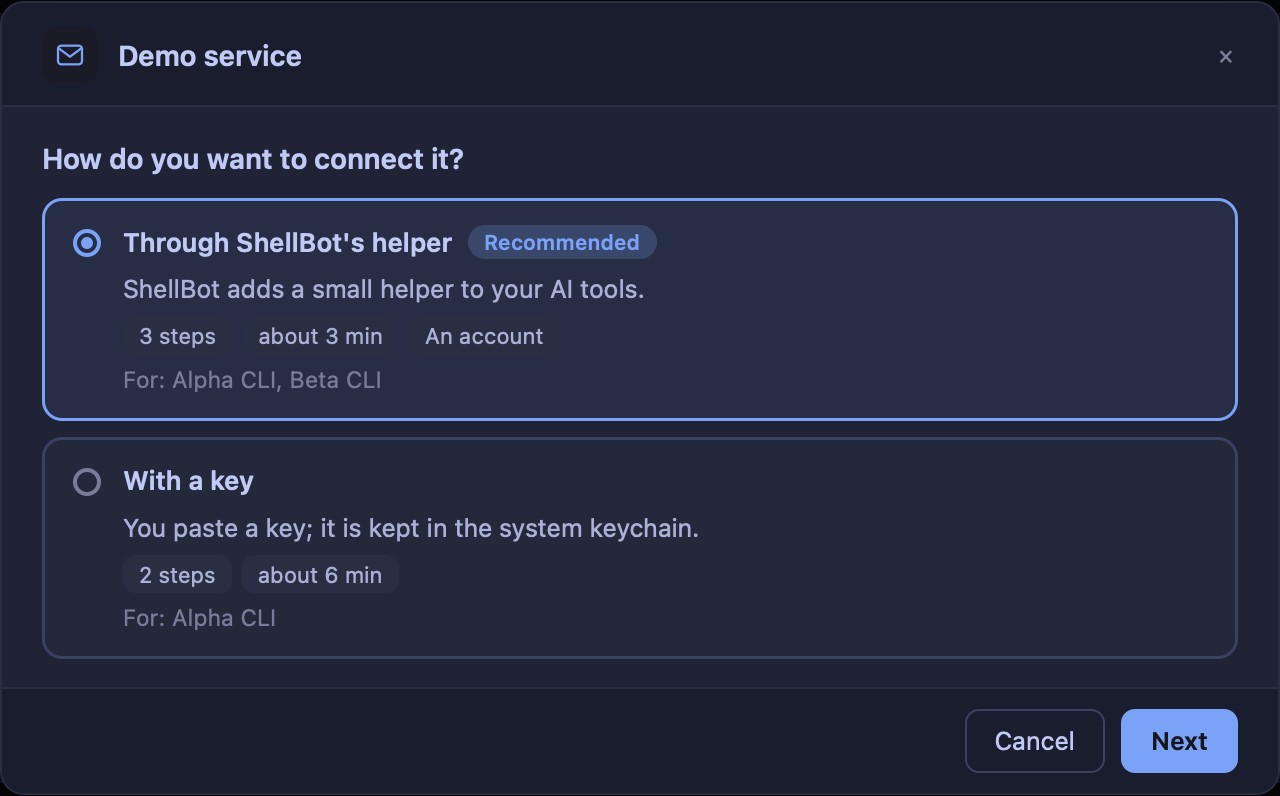 Demo service
How do you want to connect it?
Through ShellBot's helper Recommended
ShellBot adds a small helper to your AI tools.
3 steps about 3 min An account
For: Alpha CLI, Beta CLI
With a key
You paste a key; it is kept in the system keychain.
2 steps about 6 min
For: Alpha CLI
Cancel Next